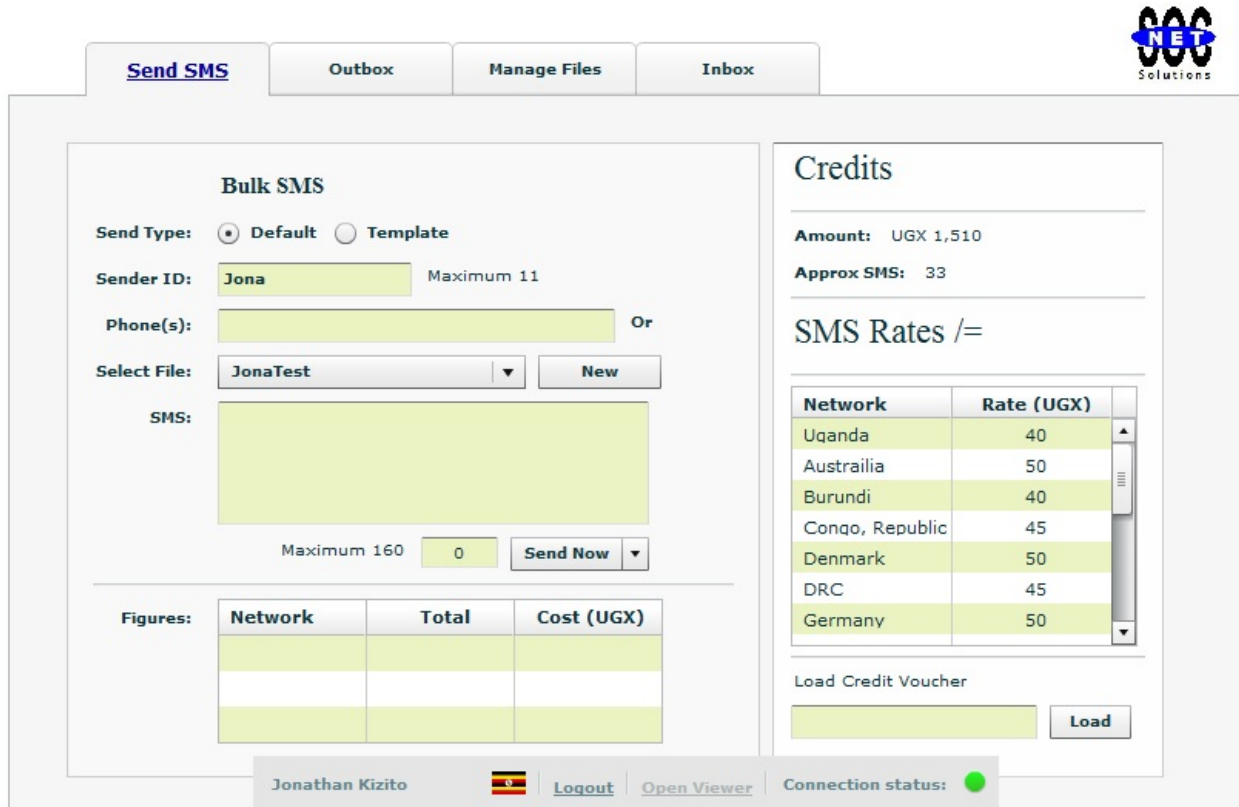 SOC
NET
Solutions
Send SMS Outbox Manage Files Inbox
Bulk SMS
Send Type: Default Template
Sender ID: Jona Maximum 11
Phone(s): Or
Select File: JonaTest New
SMS:
Maximum 160 0 Send Now
Figures: Network Total Cost (UGX)
Credits
Amount: UGX 1,510
Approx SMS: 33
SMS Rates /=
Network Rate (UGX)
Uganda 40
Austrailia 50
Burundi 40
Congo, Republic 45
Denmark 50
DRC 45
Germany 50
Load Credit Voucher
Load
Jonathan Kizito Logout Open Viewer Connection status: